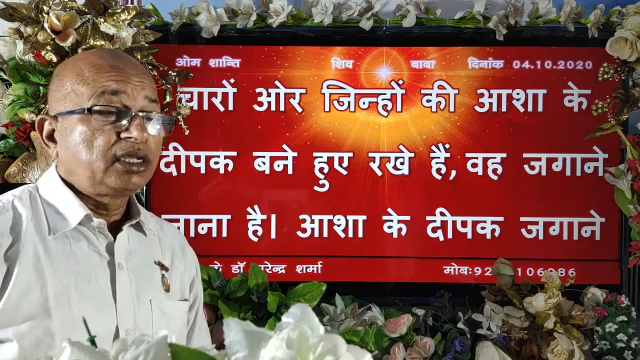 ओम शान्ति शिव बाबा दिनांक 04.10.2020
चारों ओर जिन्हों की आशा के
दीपक बने हुए रखे हैं, वह जगाने
जाना है। आशा के दीपक जगाने
डॉ शर्मा मोबः